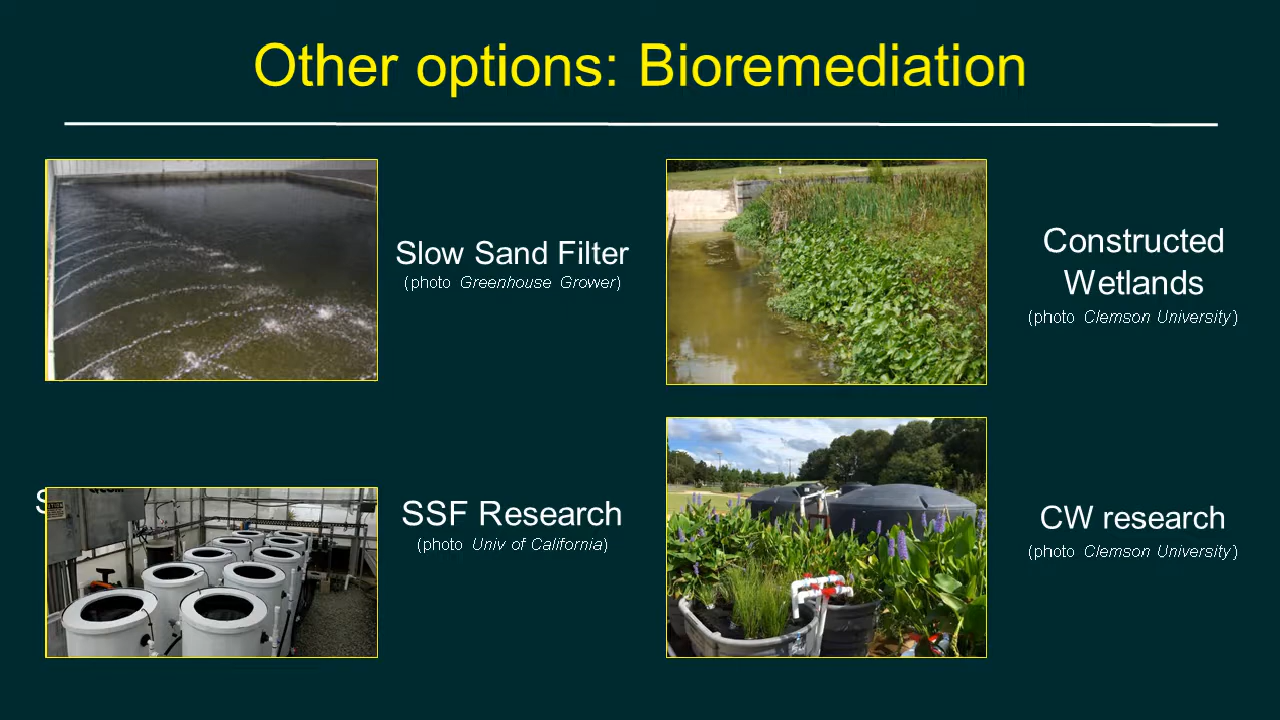 Other options: Bioremediation
Slow Sand Filter
(photo Greenhouse Grower)
Constructed
Wetlands
(photo Clemson University)
SSF Research
(photo Univ of California)
CW research
(photo Clemson University)